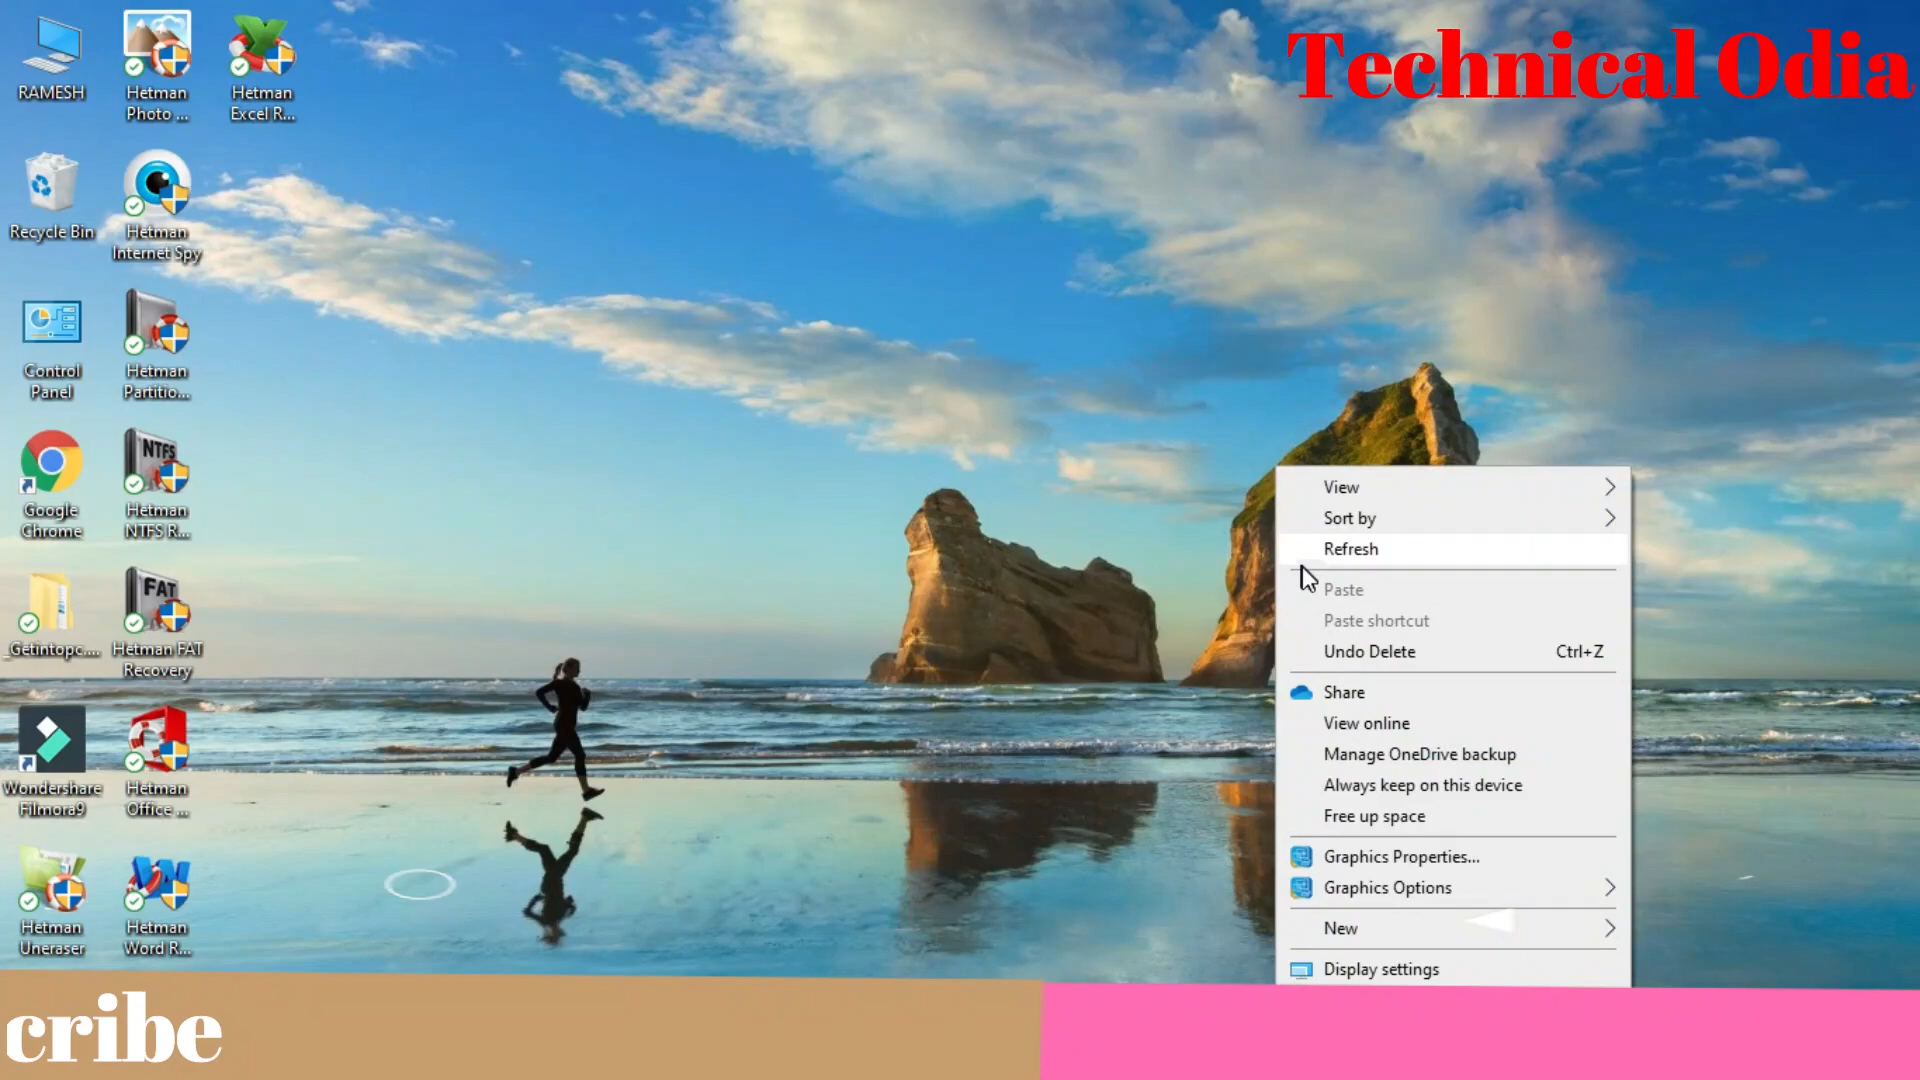 Technical Odia
RAMESH
Hetman
Photo ...
Hetman
Excel R...
Recycle Bin
Hetman
Internet Spy
Control
Panel
Hetman
Partitio...
Google
Chrome
NTFS
Hetman
NTFS R...
_Getintopc....
FAT
Hetman FAT
Recovery
Wondershare
Filmora9
Hetman
Office ...
Hetman
Uneraser
Hetman
Word R...
View
Sort by
Refresh
Paste
Paste shortcut
Undo Delete Ctrl+Z
Share
View online
Manage OneDrive backup
Always keep on this device
Free up space
Graphics Properties...
Graphics Options
New
Display settings
cribe